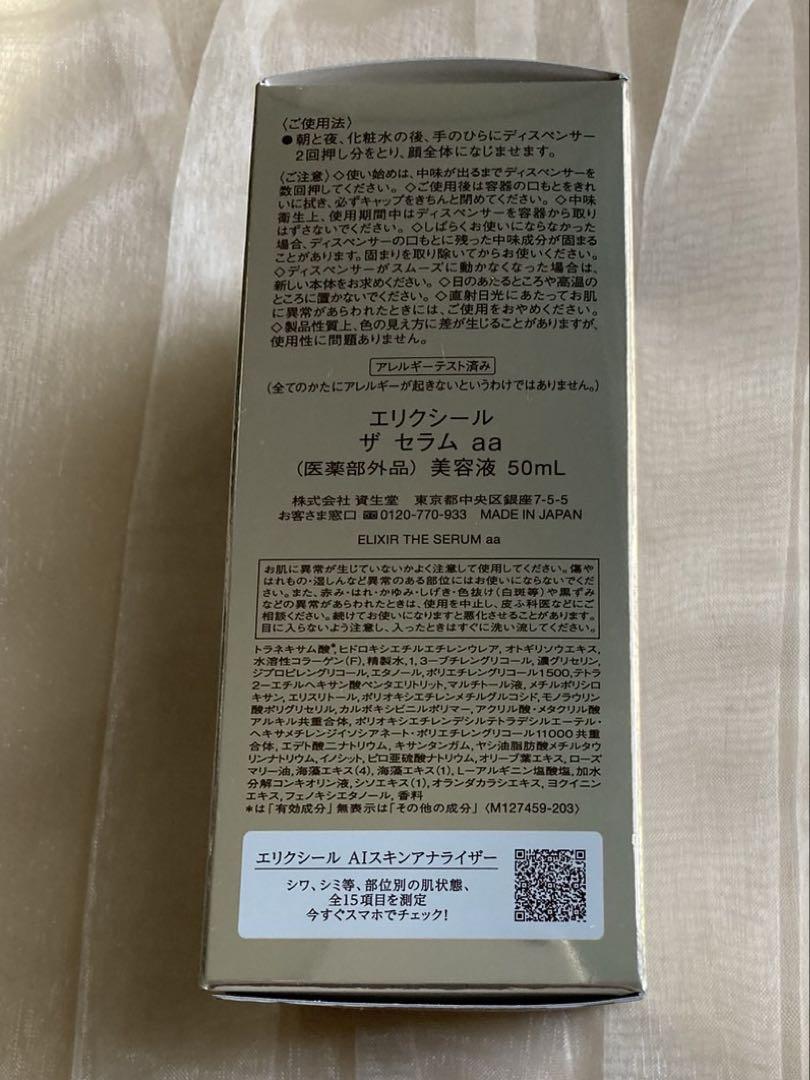 〈ご使用法〉
●朝と夜、化粧水の後、手のひらにディスペンサー
2回押し分をとり、顔全体になじませます。
〈ご注意〉◇使い始めは、中味が出るまでディスペンサーを
数回押してください。◇ご使用後は容器の口もとをきれ
いに拭き、必ずキャップをきちんと閉めてください。◇中味
衛生上、使用期間中はディスペンサーを容器から取り
はずさないでください。◇しばらくお使いにならなかった
場合、ディスペンサーの口もとに残った中味成分が固まる
ことがあります。固まりを取り除いてからお使いください。
◇ディスペンサーがスムーズに動かなくなった場合は、
新しい本体をお求めください。◇日のあたるところや高温の
ところに置かないでください。◇直射日光にあたってお肌
に異常があらわれたときには、ご使用をおやめください。
◇製品性質上、色の見え方に差が生じることがありますが、
使用性に問題ありません。
アレルギーテスト済み
(全てのかたにアレルギーが起きないというわけではありません。)
エリクシール
ザ セラム aa
(医薬部外品) 美容液 50mL
株式会社 資生堂 東京都中央区銀座7-5-5
お客さま窓口 0120-770-933 MADE IN JAPAN
ELIXIR THE SERUM aa
お肌に異常が生じていないかよく注意して使用してください。傷や
はれもの・湿しんなど異常のある部位にはお使いにならないでくだ
さい。また、赤み・はれ・かゆみ・しげき・色抜け(白斑等)や黒ずみ
などの異常があらわれたときは、使用を中止し、皮ふ科医などにご
相談ください。続けてお使いになりますと悪化させることがあります。
目に入らないよう注意し、入ったときはすぐに洗い流してください。
トラネキサム酸*,ヒドロキシエチルエチレンウレア,オトギリソウエキス,
水溶性コラーゲン(F),精製水,1,3-ブチレングリコール,濃グリセリン,
ジプロピレングリコール,エタノール,ポリエチレングリコール1500,テトラ
2-エチルヘキサン酸ペンタエリトリット,マルチトール液,メチルポリシロ
キサン,エリスリトール,ポリオキシエチレンメチルグルコシド,モノラウリン
酸ポリグリセリル,カルボキシビニルポリマー,アクリル酸・メタクリル酸
アルキル共重合体,ポリオキシエチレンデシルテトラデシルエーテル・
ヘキサメチレンジイソシアネート・ポリエチレングリコール11000共重
合体,エデト酸二ナトリウム,キサンタンガム,ヤシ油脂肪酸メチルタウ
リンナトリウム,イノシット,ピロ亜硫酸ナトリウム,オリーブ葉エキス,ローズ
マリー油,海藻エキス(4),海藻エキス(1),L-アルギニン塩酸塩,加水
分解コンキオリン液,シソエキス(1),オランダカラシエキス,ヨクイニン
エキス,フェノキシエタノール,香料
*は「有効成分」無表示は「その他の成分」〈M127459-203〉
エリクシール AIスキンアナライザー
シワ、シミ等、部位別の肌状態、
全15項目を測定
今すぐスマホでチェック!